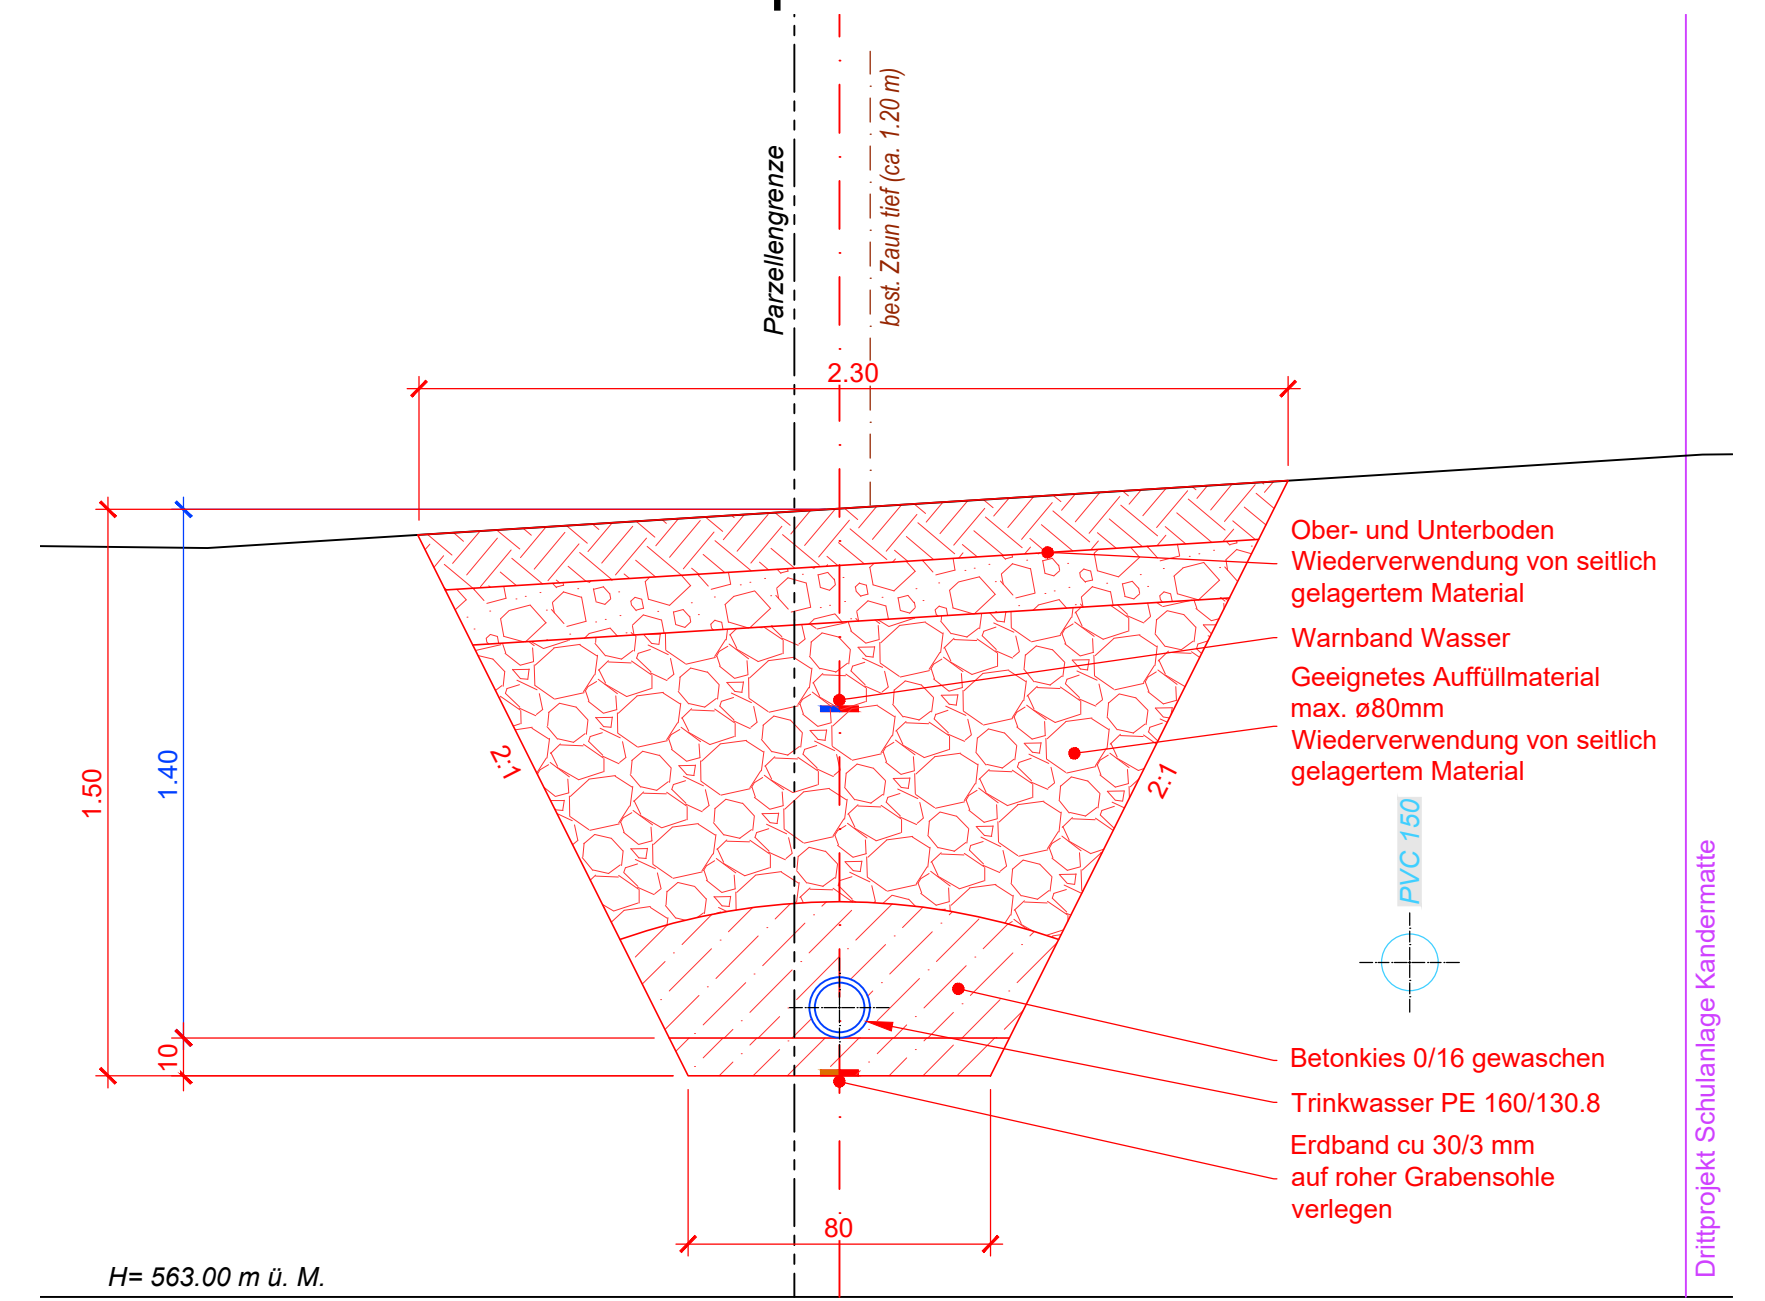 Parzellengrenze
best. Zaun tief (ca. 1.20 m)
2.30
Ober- und Unterboden
Wiederverwendung von seitlich
gelagertem Material
Warnband Wasser
Geeignetes Auffüllmaterial
max. ø80mm
Wiederverwendung von seitlich
gelagertem Material
2:1
2:1
1.50
1.40
10
PVC 150
Drittprojekt Schulanlage Kandermatte
Betonkies 0/16 gewaschen
Trinkwasser PE 160/130.8
Erdband cu 30/3 mm
auf roher Grabensohle
verlegen
80
H= 563.00 m ü. M.